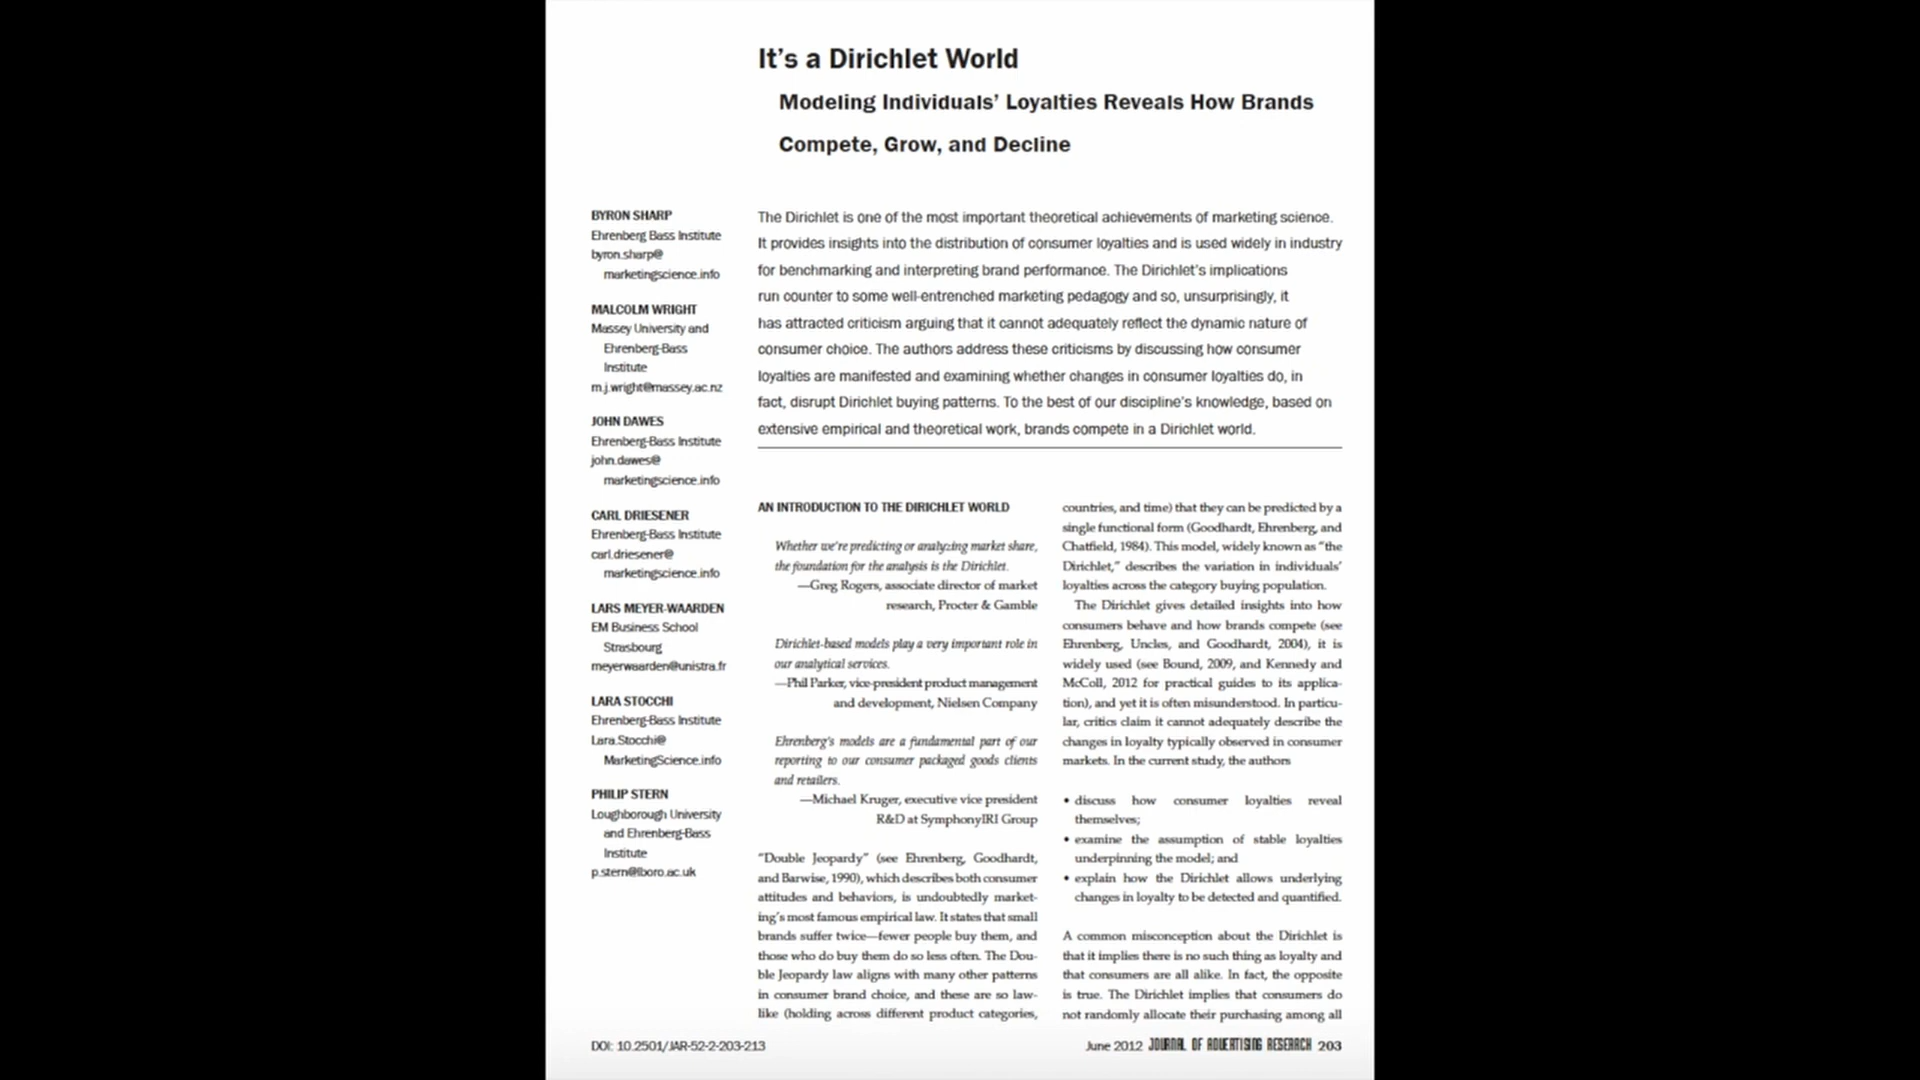 It's a Dirichlet World
Modeling Individuals' Loyalties Reveals How Brands
Compete, Grow, and Decline
BYRON SHARP
Ehrenberg Bass Institute
byron.sharp@
marketingscience.info
MALCOLM WRIGHT
Massey University and
Ehrenberg-Bass
Institute
m.j.wright@massey.ac.nz
JOHN DAWES
Ehrenberg-Bass Institute
john.dawes@
marketingscience.info
CARL DRIESENER
Ehrenberg-Bass Institute
carl.driesener@
marketingscience.info
LARS MEYER-WAARDEN
EM Business School
Strasbourg
meyerwaarden@unistra.fr
LARA STOCCHI
Ehrenberg-Bass Institute
Lara.Stocchi@
MarketingScience.info
PHILIP STERN
Loughborough University
and Ehrenberg-Bass
Institute
p.stern@lboro.ac.uk
The Dirichlet is one of the most important theoretical achievements of marketing science.
It provides insights into the distribution of consumer loyalties and is used widely in industry
for benchmarking and interpreting brand performance. The Dirichlet's implications
run counter to some well-entrenched marketing pedagogy and so, unsurprisingly, it
has attracted criticism arguing that it cannot adequately reflect the dynamic nature of
consumer choice. The authors address these criticisms by discussing how consumer
loyalties are manifested and examining whether changes in consumer loyalties do, in
fact, disrupt Dirichlet buying patterns. To the best of our discipline's knowledge, based on
extensive empirical and theoretical work, brands compete in a Dirichlet world.
AN INTRODUCTION TO THE DIRICHLET WORLD
Whether we're predicting or analyzing market share,
the foundation for the analysis is the Dirichlet.
—Greg Rogers, associate director of market
research, Procter & Gamble
Dirichlet-based models play a very important role in
our analytical services.
—Phil Parker, vice-president product management
and development, Nielsen Company
Ehrenberg's models are a fundamental part of our
reporting to our consumer packaged goods clients
and retailers.
—Michael Kruger, executive vice president
R&D at SymphonyIRI Group
"Double Jeopardy" (see Ehrenberg, Goodhardt,
and Barwise, 1990), which describes both consumer
attitudes and behaviors, is undoubtedly market-
ing's most famous empirical law. It states that small
brands suffer twice—fewer people buy them, and
those who do buy them do so less often. The Dou-
ble Jeopardy law aligns with many other patterns
in consumer brand choice, and these are so law-
like (holding across different product categories,
countries, and time) that they can be predicted by a
single functional form (Goodhardt, Ehrenberg, and
Chatfield, 1984). This model, widely known as "the
Dirichlet," describes the variation in individuals'
loyalties across the category buying population.
The Dirichlet gives detailed insights into how
consumers behave and how brands compete (see
Ehrenberg, Uncles, and Goodhardt, 2004), it is
widely used (see Bound, 2009, and Kennedy and
McColl, 2012 for practical guides to its applica-
tion), and yet it is often misunderstood. In particu-
lar, critics claim it cannot adequately describe the
changes in loyalty typically observed in consumer
markets. In the current study, the authors
• discuss how consumer loyalties reveal
themselves;
• examine the assumption of stable loyalties
underpinning the model; and
• explain how the Dirichlet allows underlying
changes in loyalty to be detected and quantified.
A common misconception about the Dirichlet is
that it implies there is no such thing as loyalty and
that consumers are all alike. In fact, the opposite
is true. The Dirichlet implies that consumers do
not randomly allocate their purchasing among all
DOI: 10.2501/JAR-52-2-203-213
June 2012 JOURNAL OF ADVERTISING RESEARCH 203